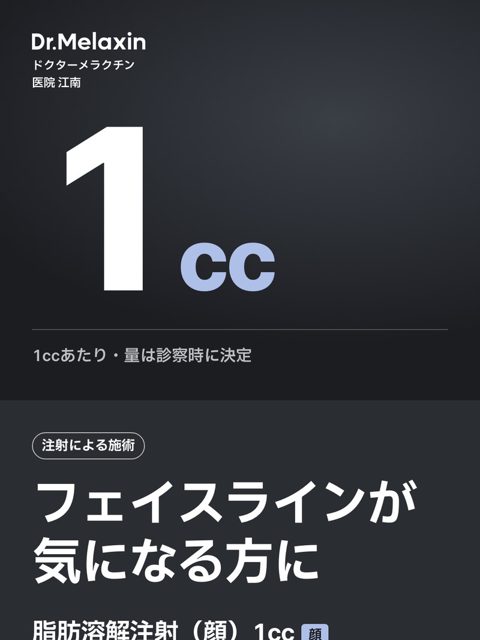 Dr.Melaxin
ドクターメラクチン
医院 江南
1 cc
1ccあたり・量は診察時に決定
注射による施術
フェイスラインが
気になる方に
脂肪溶解注射（顔）1cc 顔